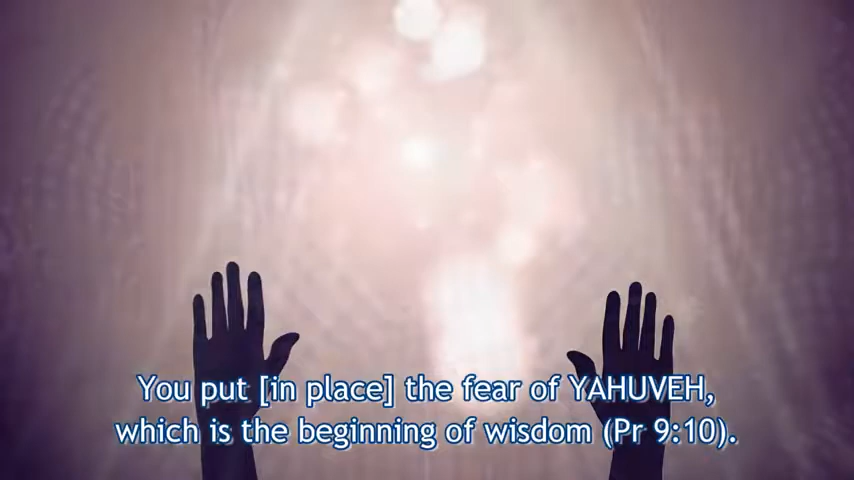 You put [in place] the fear of YAHUVEH,
which is the beginning of wisdom (Pr 9:10).